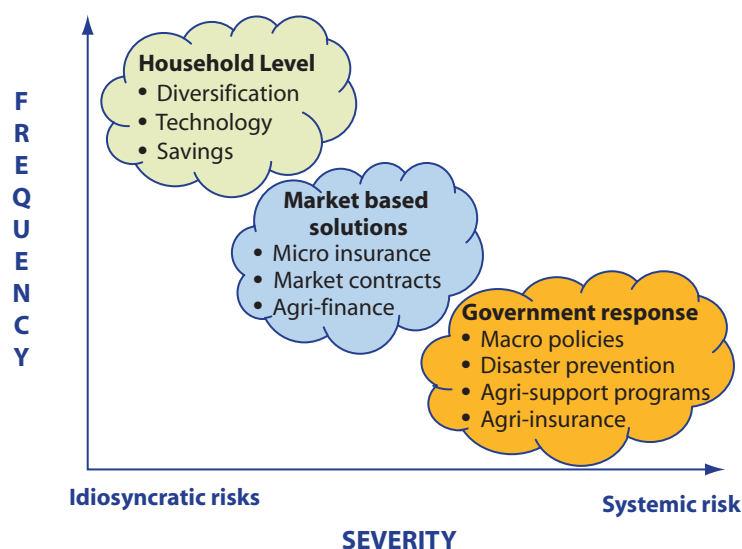 FREQUENCY
Household Level
• Diversification
• Technology
• Savings
Market based
solutions
• Micro insurance
• Market contracts
• Agri-finance
Government response
• Macro policies
• Disaster prevention
• Agri-support programs
• Agri-insurance
Idiosyncratic risks
Systemic risk
SEVERITY